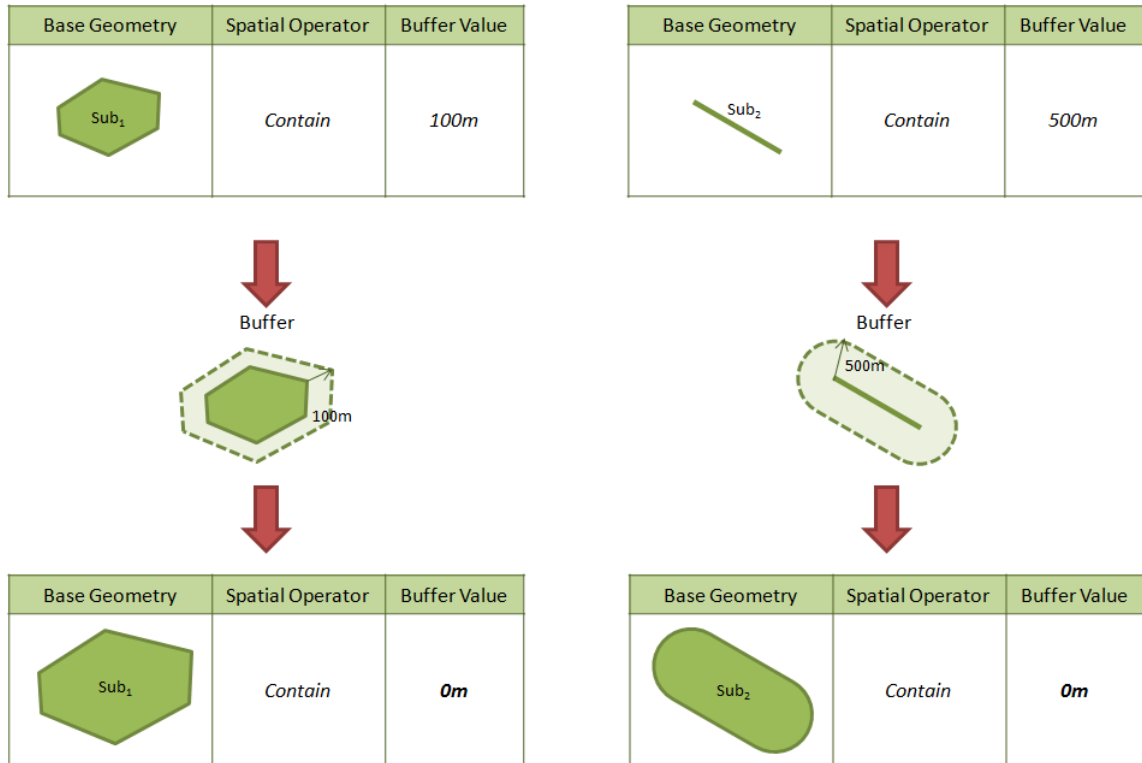 Base Geometry Spatial Operator Buffer Value
Sub₁ Contain 100m
Buffer
100m
Base Geometry Spatial Operator Buffer Value
Sub₁ Contain 0m
Base Geometry Spatial Operator Buffer Value
Sub₂ Contain 500m
Buffer
500m
Base Geometry Spatial Operator Buffer Value
Sub₂ Contain 0m